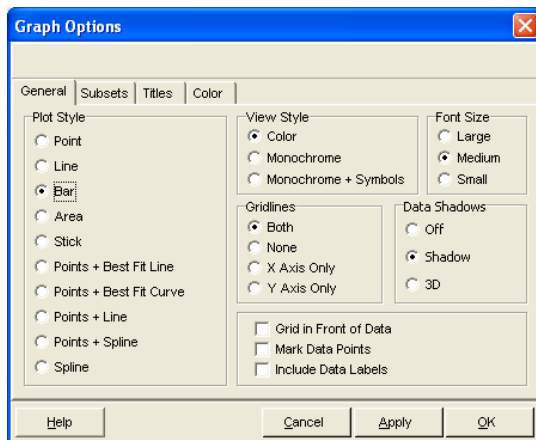 Graph Options
General Subsets Titles Color
Plot Style
Point
Line
Bar
Area
Stick
Points + Best Fit Line
Points + Best Fit Curve
Points + Line
Points + Spline
Spline
View Style
Color
Monochrome
Monochrome + Symbols
Font Size
Large
Medium
Small
Gridlines
Both
None
X Axis Only
Y Axis Only
Data Shadows
Off
Shadow
3D
Grid in Front of Data
Mark Data Points
Include Data Labels
Help Cancel Apply OK